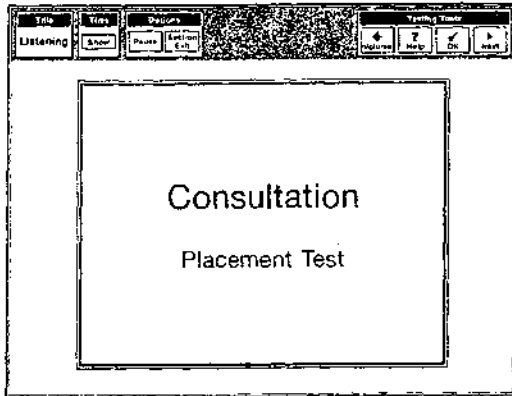 Title Time Options Testing Tools
Listening Show Pause Section Exit Volume Help OK Next
Consultation
Placement Test